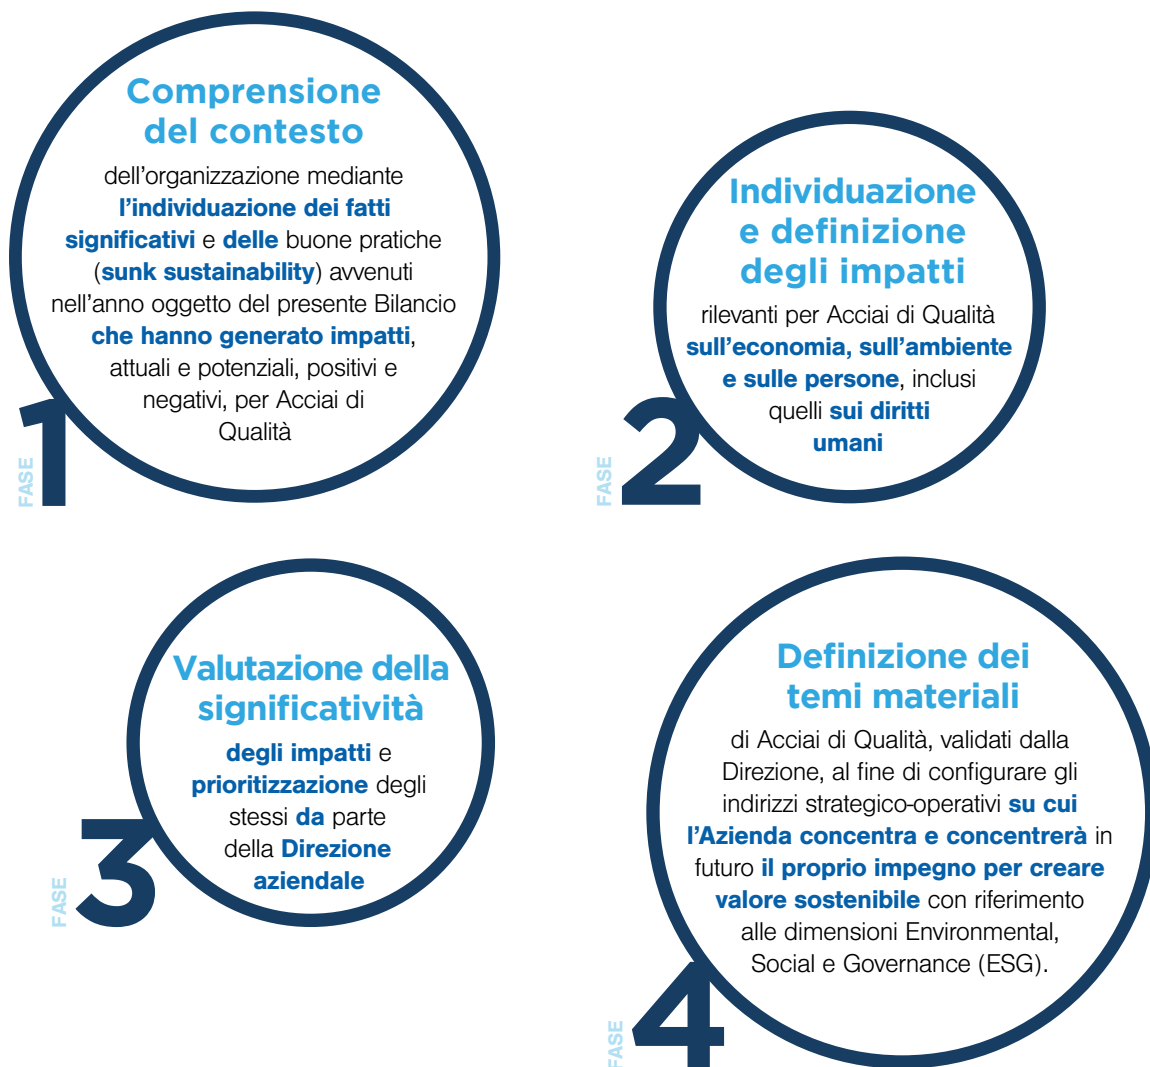 Comprensione
del contesto
dell'organizzazione mediante
l'individuazione dei fatti
significativi e delle buone pratiche
(sunk sustainability) avvenuti
nell'anno oggetto del presente Bilancio
che hanno generato impatti,
attuali e potenziali, positivi e
negativi, per Acciai di
Qualità
FASE
1
Individuazione
e definizione
degli impatti
rilevanti per Acciai di Qualità
sull'economia, sull'ambiente
e sulle persone, inclusi
quelli sui diritti
umani
FASE
2
Valutazione della
significatività
degli impatti e
prioritizzazione degli
stessi da parte
della Direzione
aziendale
FASE
3
Definizione dei
temi materiali
di Acciai di Qualità, validati dalla
Direzione, al fine di configurare gli
indirizzi strategico-operativi su cui
l'Azienda concentra e concentrerà in
futuro il proprio impegno per creare
valore sostenibile con riferimento
alle dimensioni Environmental,
Social e Governance (ESG).
FASE
4